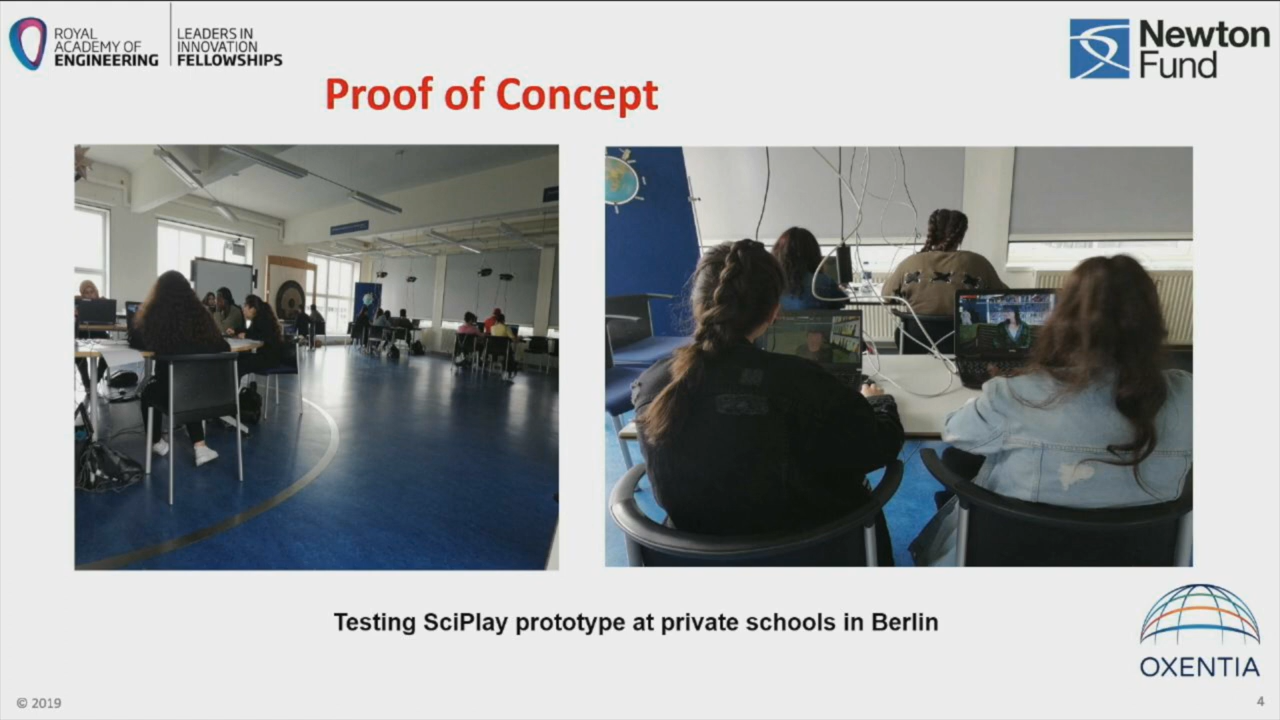 ROYAL
ACADEMY OF
ENGINEERING
LEADERS IN
INNOVATION
FELLOWSHIPS
Newton
Fund
Proof of Concept
Testing SciPlay prototype at private schools in Berlin
OXENTIA
© 2019
4